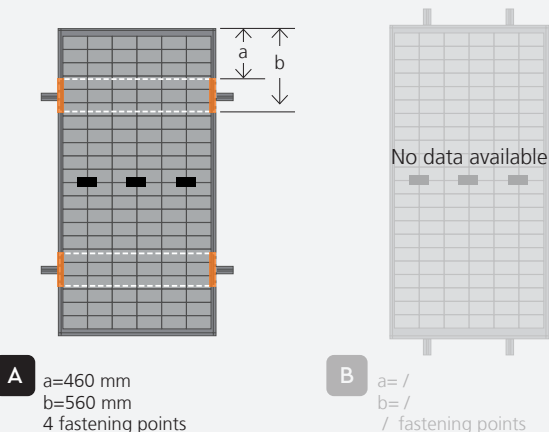 a
b
No data available
A
a=460 mm
b=560 mm
4 fastening points
B
a= /
b= /
/ fastening points